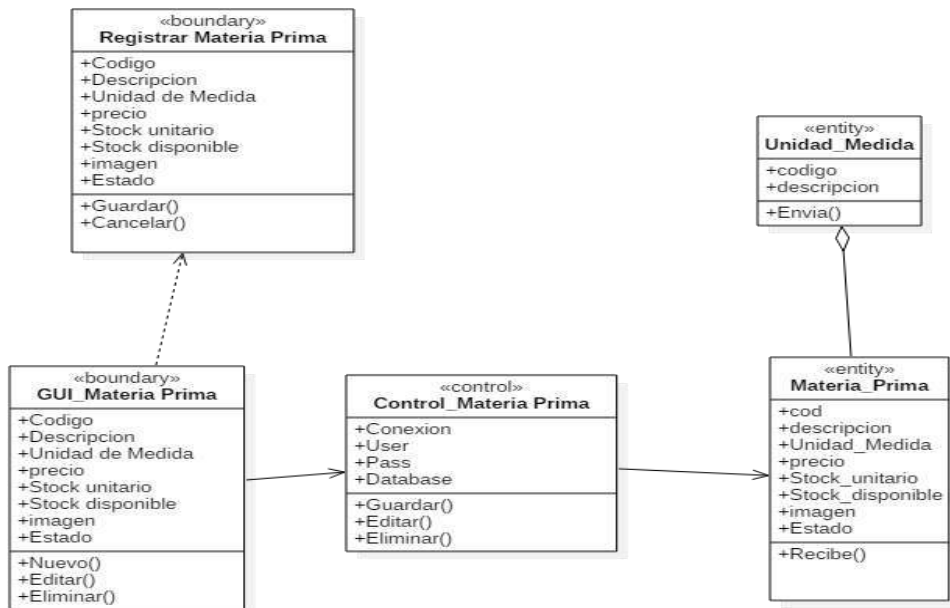 «boundary»
Registrar Materia Prima
+Codigo
+Descripcion
+Unidad de Medida
+precio
+Stock unitario
+Stock disponible
+imagen
+Estado
+Guardar()
+Cancelar()
«entity»
Unidad_Medida
+codigo
+descripcion
+Envia()
«boundary»
GUI_Materia Prima
+Codigo
+Descripcion
+Unidad de Medida
+precio
+Stock unitario
+Stock disponible
+imagen
+Estado
+Nuevo()
+Editar()
+Eliminar()
«control»
Control_Materia Prima
+Conexion
+User
+Pass
+Database
+Guardar()
+Editar()
+Eliminar()
«entity»
Materia_Prima
+cod
+descripcion
+Unidad_Medida
+precio
+Stock_unitario
+Stock_disponible
+imagen
+Estado
+Recibe()